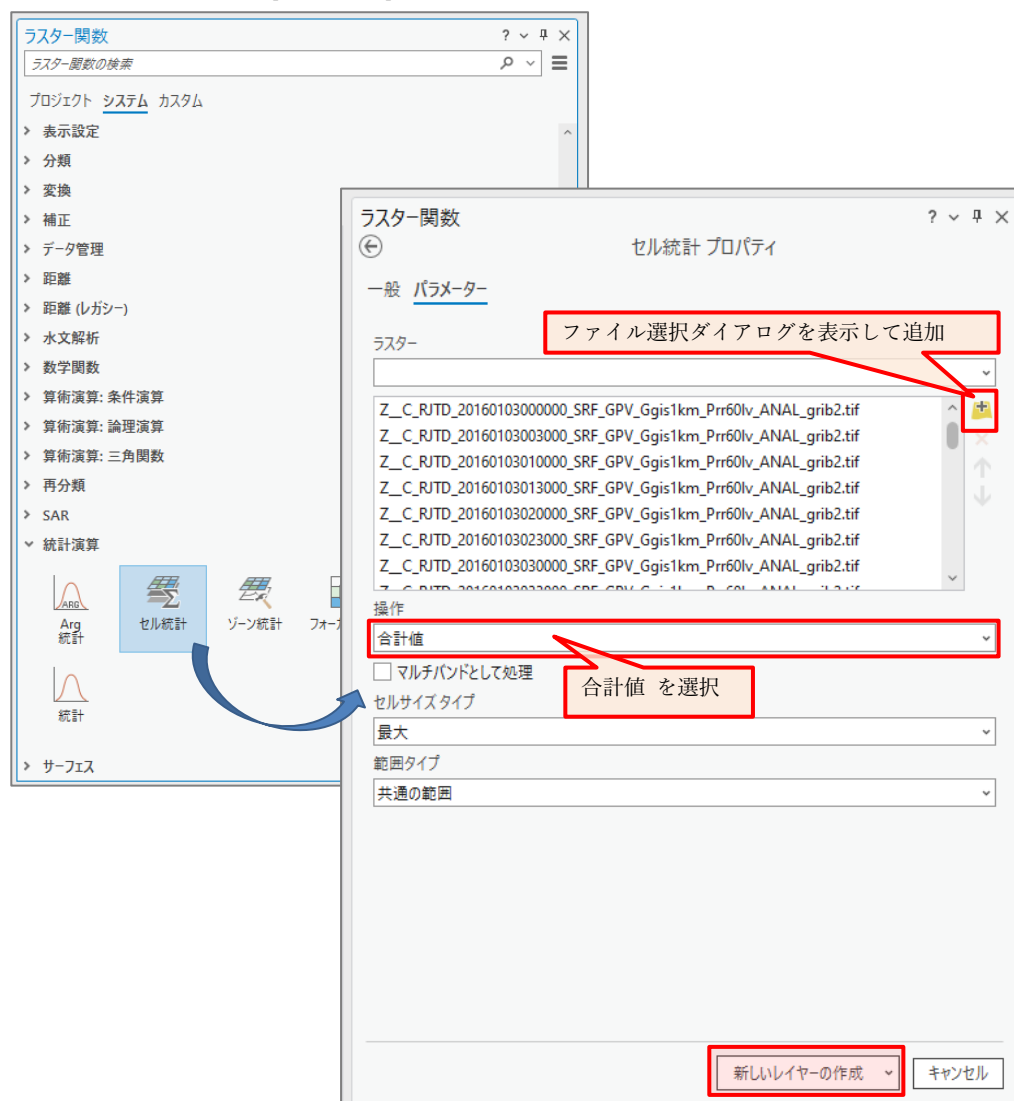 ラスター関数
ラスター関数の検索
プロジェクト システム カスタム
表示設定
分類
変換
補正
データ管理
距離
距離 (レガシー)
水文解析
数学関数
算術演算: 条件演算
算術演算: 論理演算
算術演算: 三角関数
再分類
SAR
統計演算
ARG
Arg
統計
セル統計
ゾーン統計
統計
サーフェス
ラスター関数
セル統計 プロパティ
一般 パラメーター
ファイル選択ダイアログを表示して追加
ラスター
Z__C_RJTD_20160103000000_SRF_GPV_Ggis1km_Prr60lv_ANAL_grib2.tif
Z__C_RJTD_20160103003000_SRF_GPV_Ggis1km_Prr60lv_ANAL_grib2.tif
Z__C_RJTD_20160103010000_SRF_GPV_Ggis1km_Prr60lv_ANAL_grib2.tif
Z__C_RJTD_20160103013000_SRF_GPV_Ggis1km_Prr60lv_ANAL_grib2.tif
Z__C_RJTD_20160103020000_SRF_GPV_Ggis1km_Prr60lv_ANAL_grib2.tif
Z__C_RJTD_20160103023000_SRF_GPV_Ggis1km_Prr60lv_ANAL_grib2.tif
Z__C_RJTD_20160103030000_SRF_GPV_Ggis1km_Prr60lv_ANAL_grib2.tif
操作
合計値
マルチバンドとして処理
合計値 を選択
セルサイズ タイプ
最大
範囲タイプ
共通の範囲
新しいレイヤーの作成
キャンセル